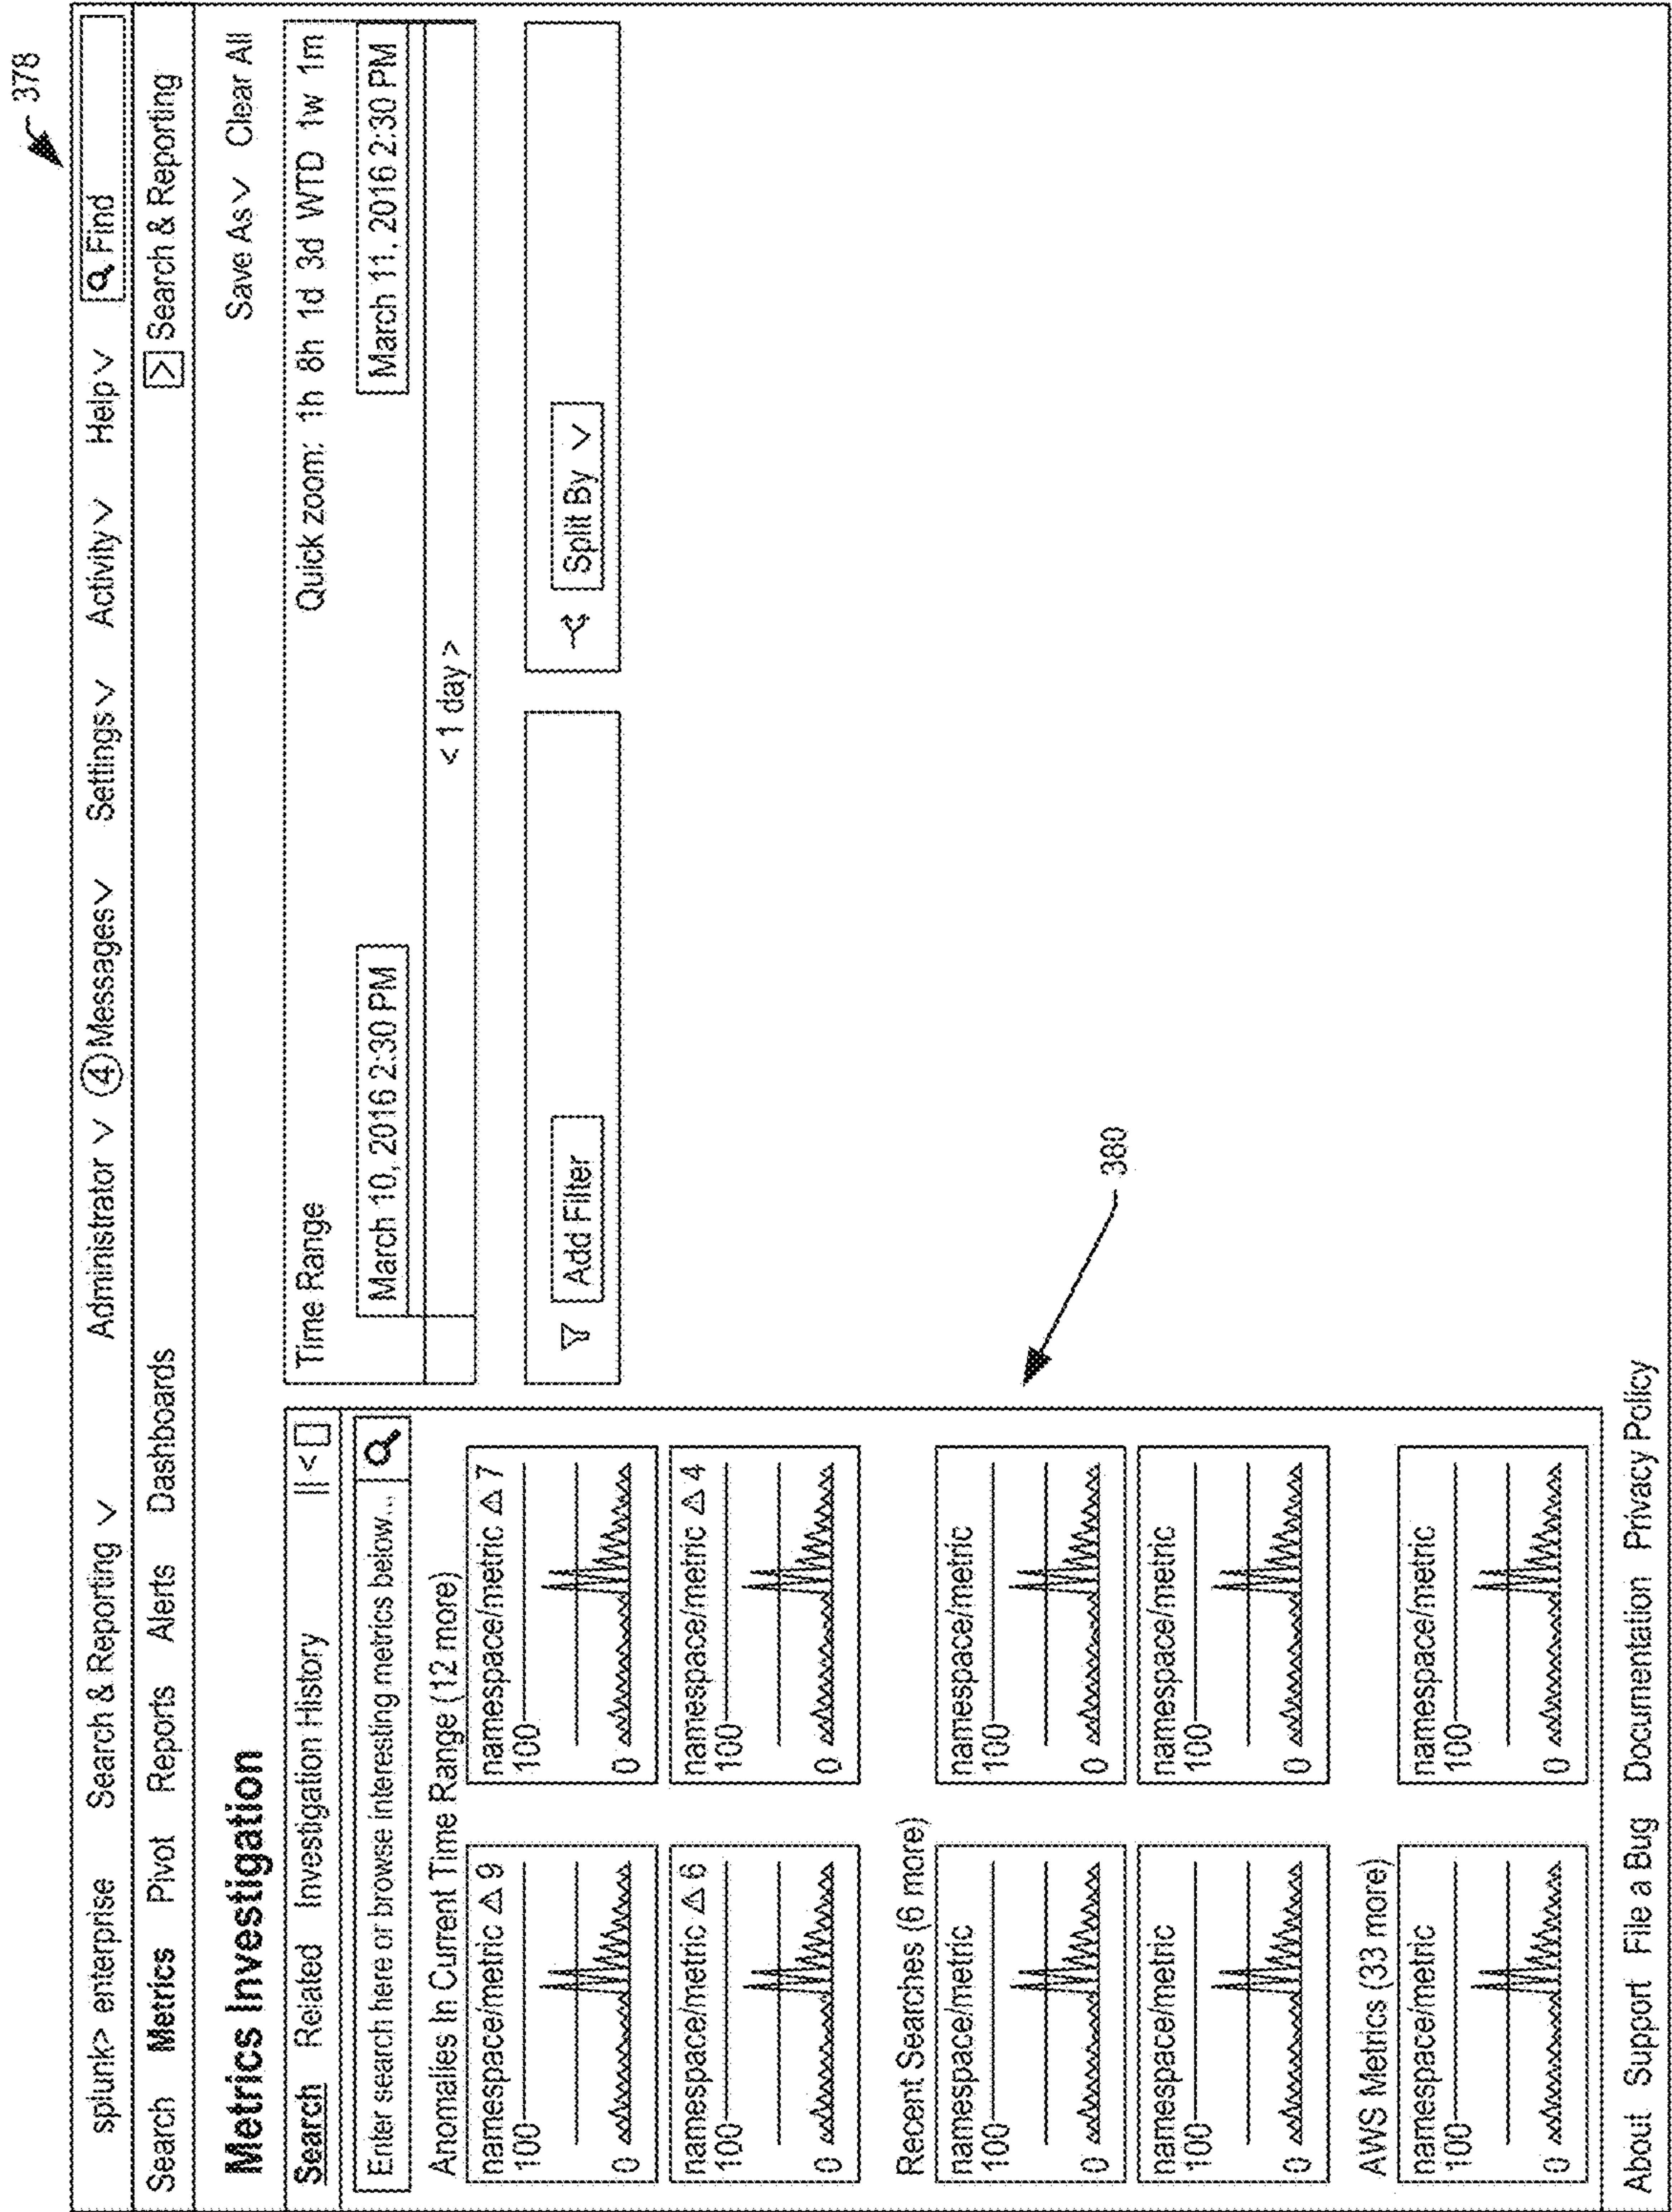 378
splunk> enterprise Search & Reporting ∨ Administrator ∨ 4 Messages ∨ Settings ∨ Activity ∨ Help ∨ Find
Search Metrics Pivot Reports Alerts Dashboards > Search & Reporting
Metrics Investigation Save As ∨ Clear All
Search Related Investigation History ||| <
Enter search here or browse interesting metrics below...
Anomalies In Current Time Range (12 more)
namespace/metric Δ 9 namespace/metric Δ 7
100 100
0 0
namespace/metric Δ 6 namespace/metric Δ 4
100 100
0 0
Recent Searches (6 more)
namespace/metric namespace/metric
100 100
0 0
namespace/metric namespace/metric
100 100
0 0
AWS Metrics (33 more)
namespace/metric namespace/metric
100 100
0 0
Time Range Quick zoom: 1h 8h 1d 3d WTD 1w 1m
March 10, 2016 2:30 PM March 11, 2016 2:30 PM
< 1 day >
Add Filter Split By ∨
380
About Support File a Bug Documentation Privacy Policy